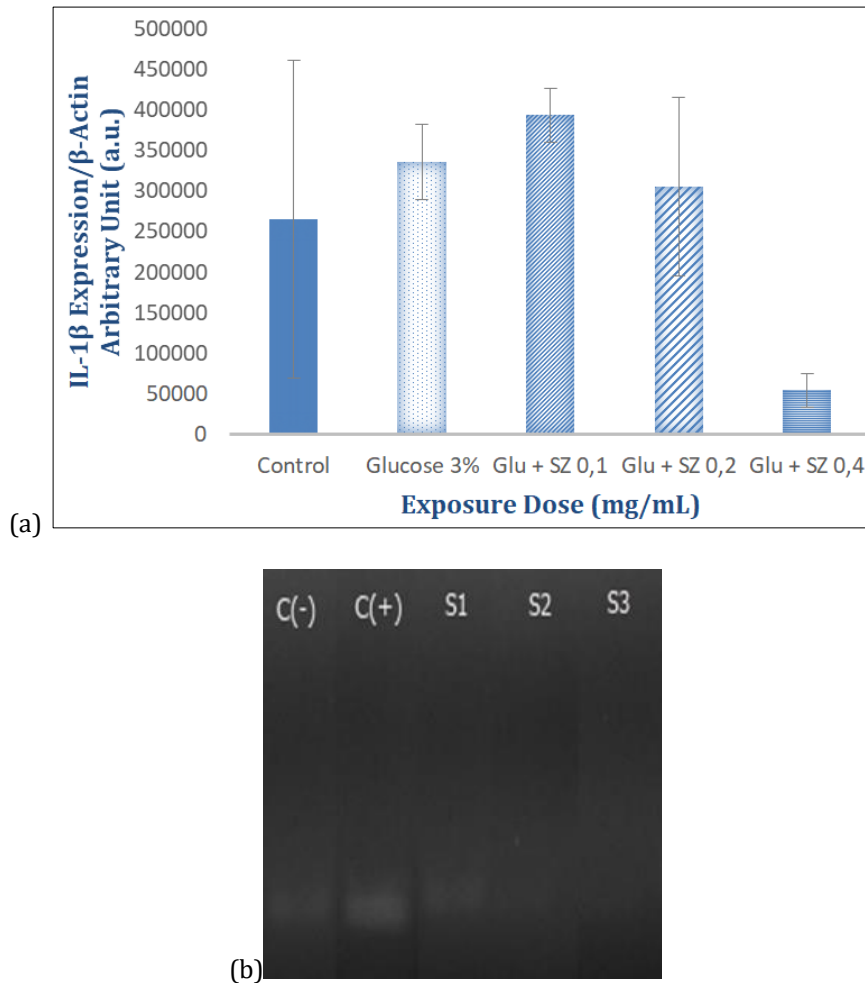 500000
450000
400000
350000
300000
250000
200000
150000
100000
50000
0
IL-1β Expression/β-Actin
Arbitrary Unit (a.u.)
Control Glucose 3% Glu + SZ 0,1 Glu + SZ 0,2 Glu + SZ 0,4
Exposure Dose (mg/mL)
(a)
C(-) C(+) S1 S2 S3
(b)